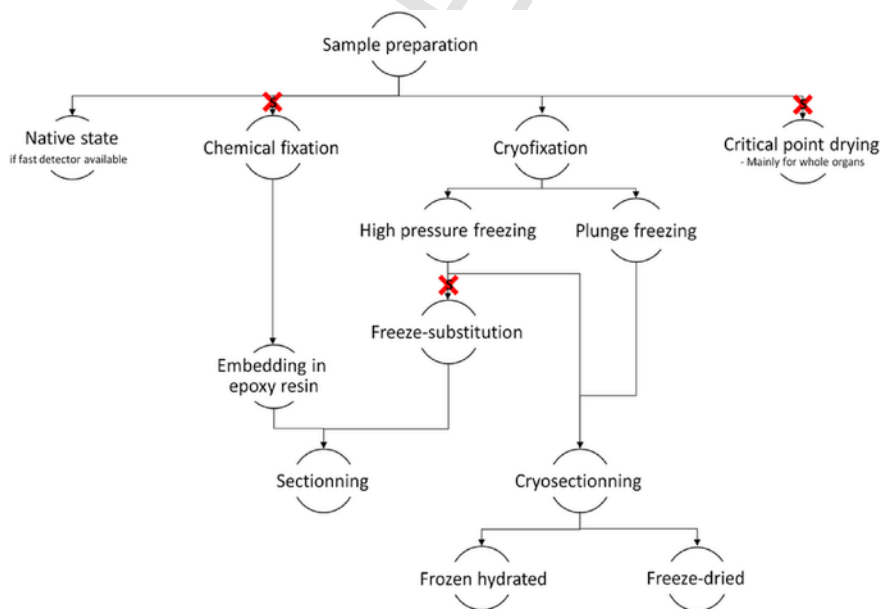 Sample preparation
Native state
if fast detector available
Chemical fixation
Cryofixation
Critical point drying
- Mainly for whole organs
High pressure freezing
Plunge freezing
Freeze-substitution
Embedding in
epoxy resin
Sectionning
Cryosectionning
Frozen hydrated
Freeze-dried